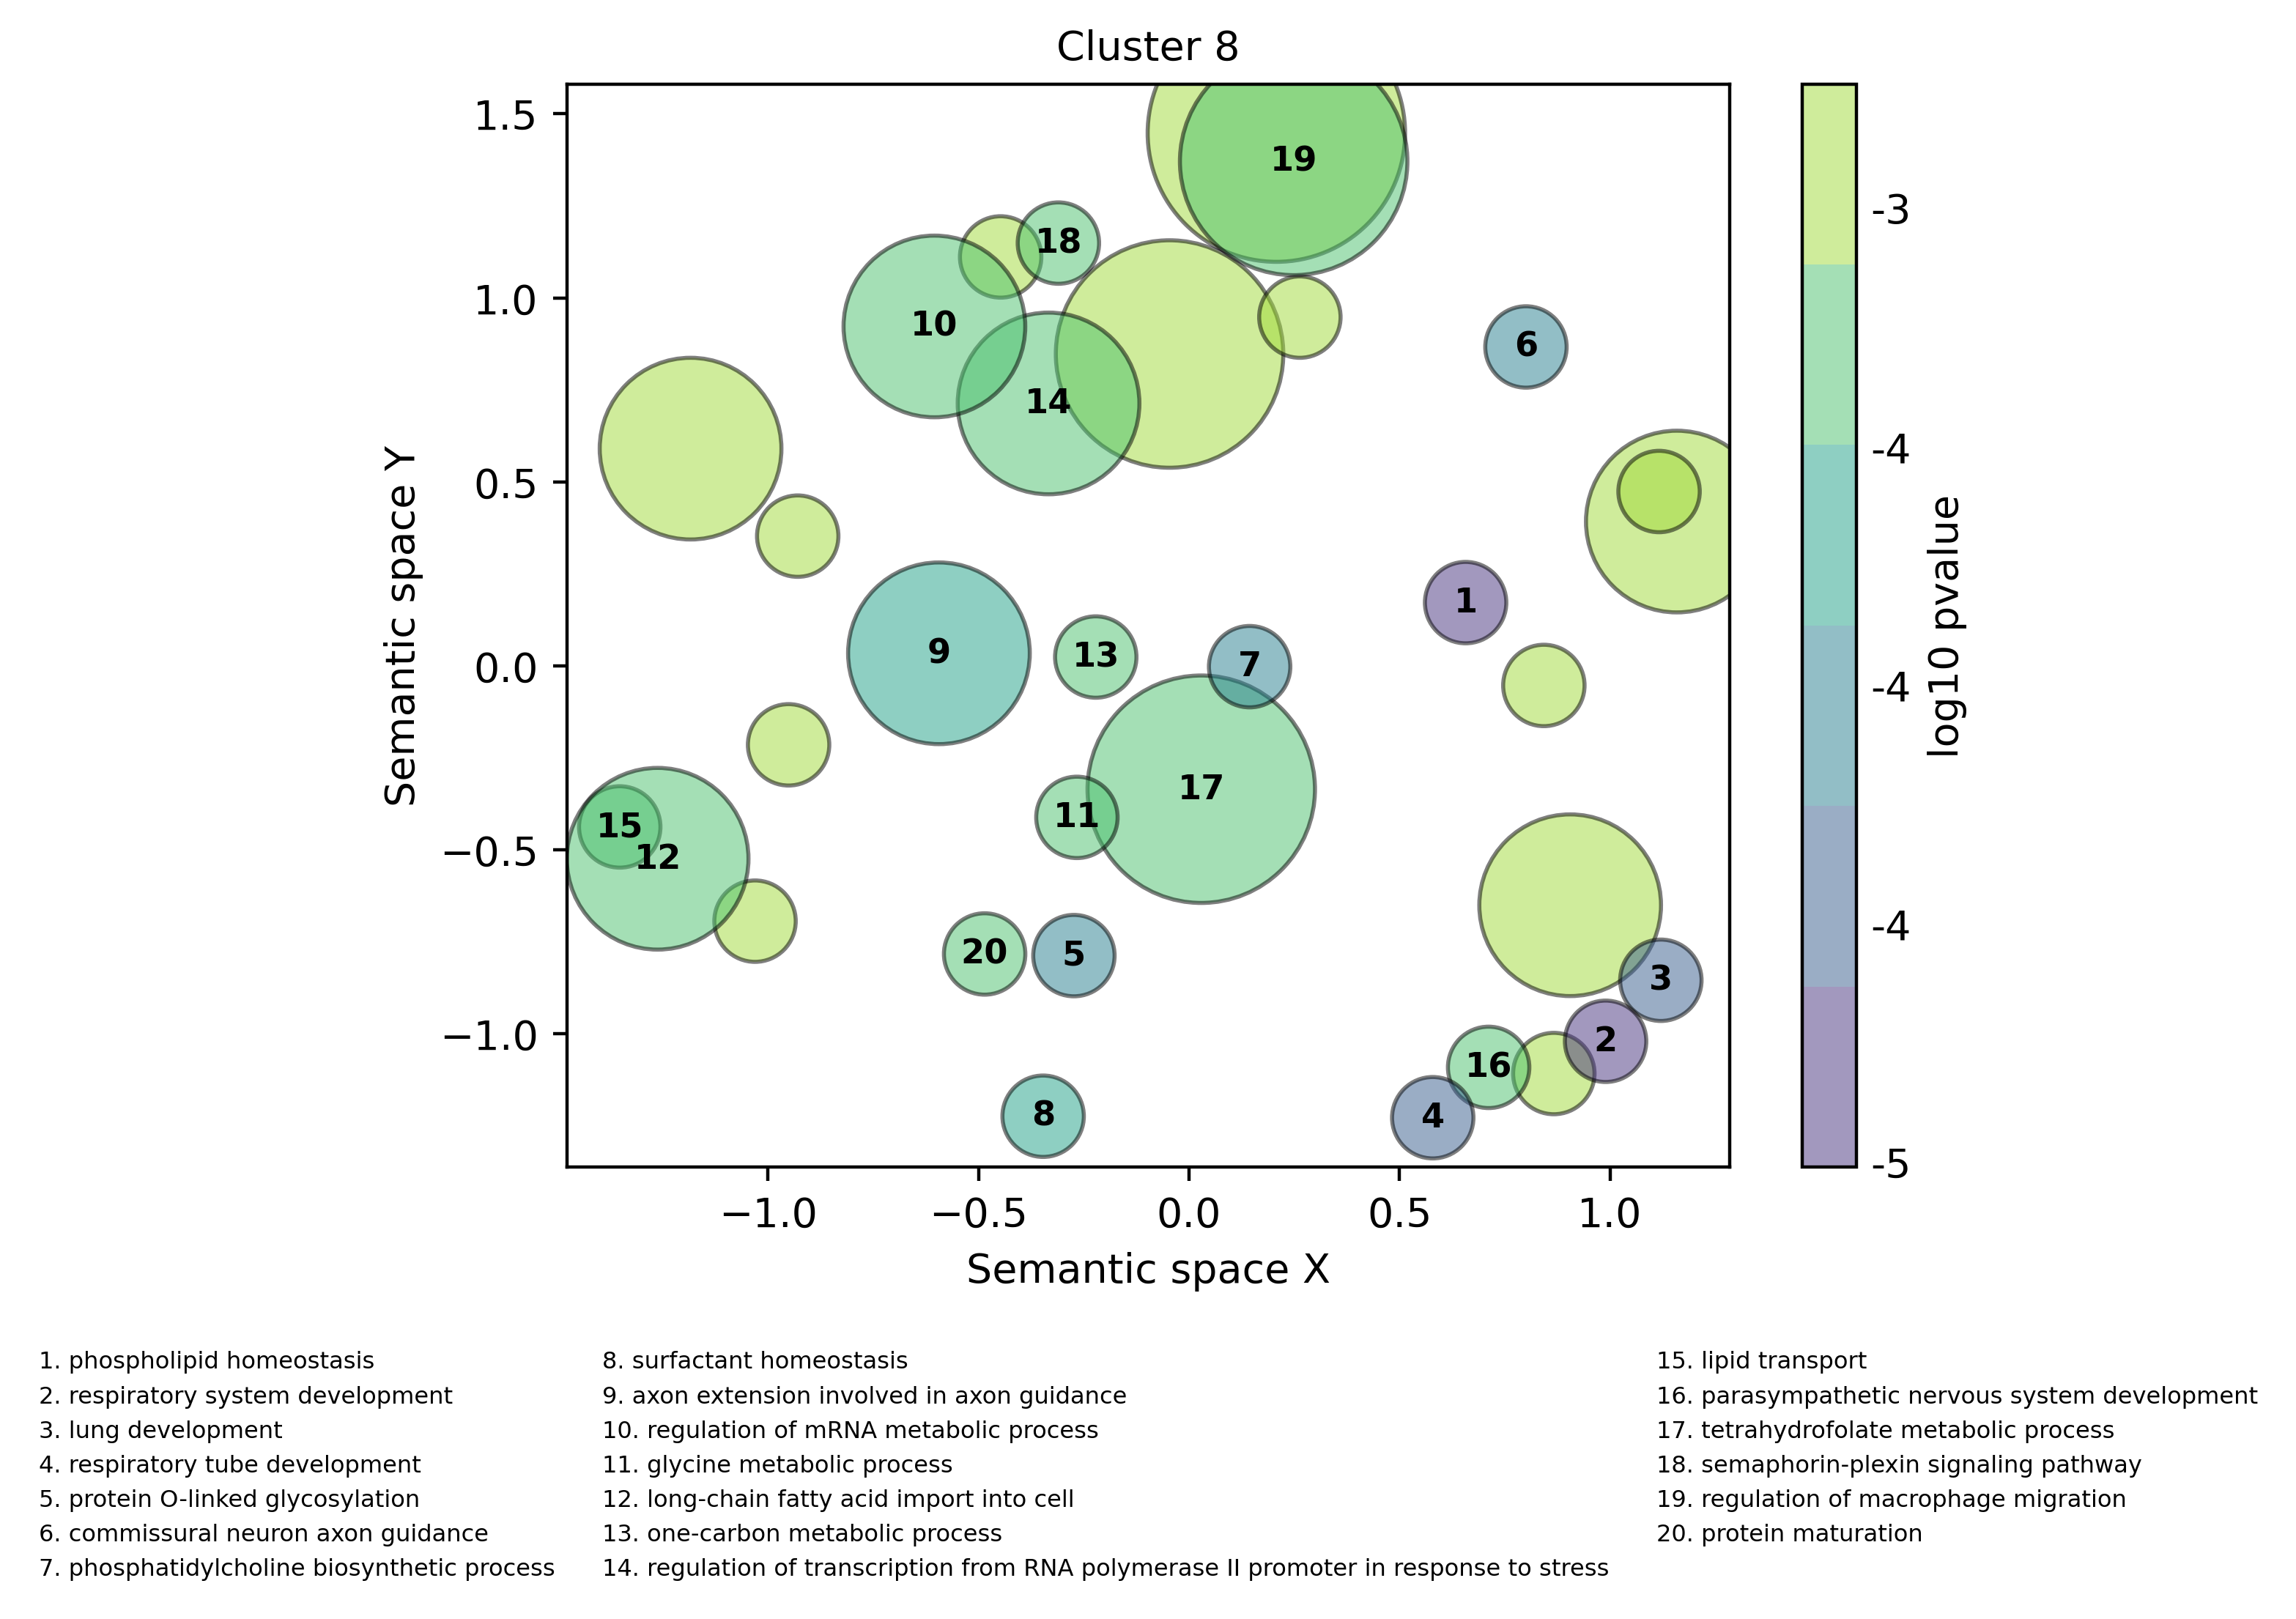 Cluster 8
1.5
1.0
0.5
0.0
−0.5
−1.0
Semantic space Y
19
18
10
14
6
1
9
13
7
17
11
15
12
20
5
3
2
16
4
8
−1.0
−0.5
0.0
0.5
1.0
Semantic space X
-3
-4
-4
-4
-5
log10 pvalue
1. phospholipid homeostasis
2. respiratory system development
3. lung development
4. respiratory tube development
5. protein O-linked glycosylation
6. commissural neuron axon guidance
7. phosphatidylcholine biosynthetic process
8. surfactant homeostasis
9. axon extension involved in axon guidance
10. regulation of mRNA metabolic process
11. glycine metabolic process
12. long-chain fatty acid import into cell
13. one-carbon metabolic process
14. regulation of transcription from RNA polymerase II promoter in response to stress
15. lipid transport
16. parasympathetic nervous system development
17. tetrahydrofolate metabolic process
18. semaphorin-plexin signaling pathway
19. regulation of macrophage migration
20. protein maturation